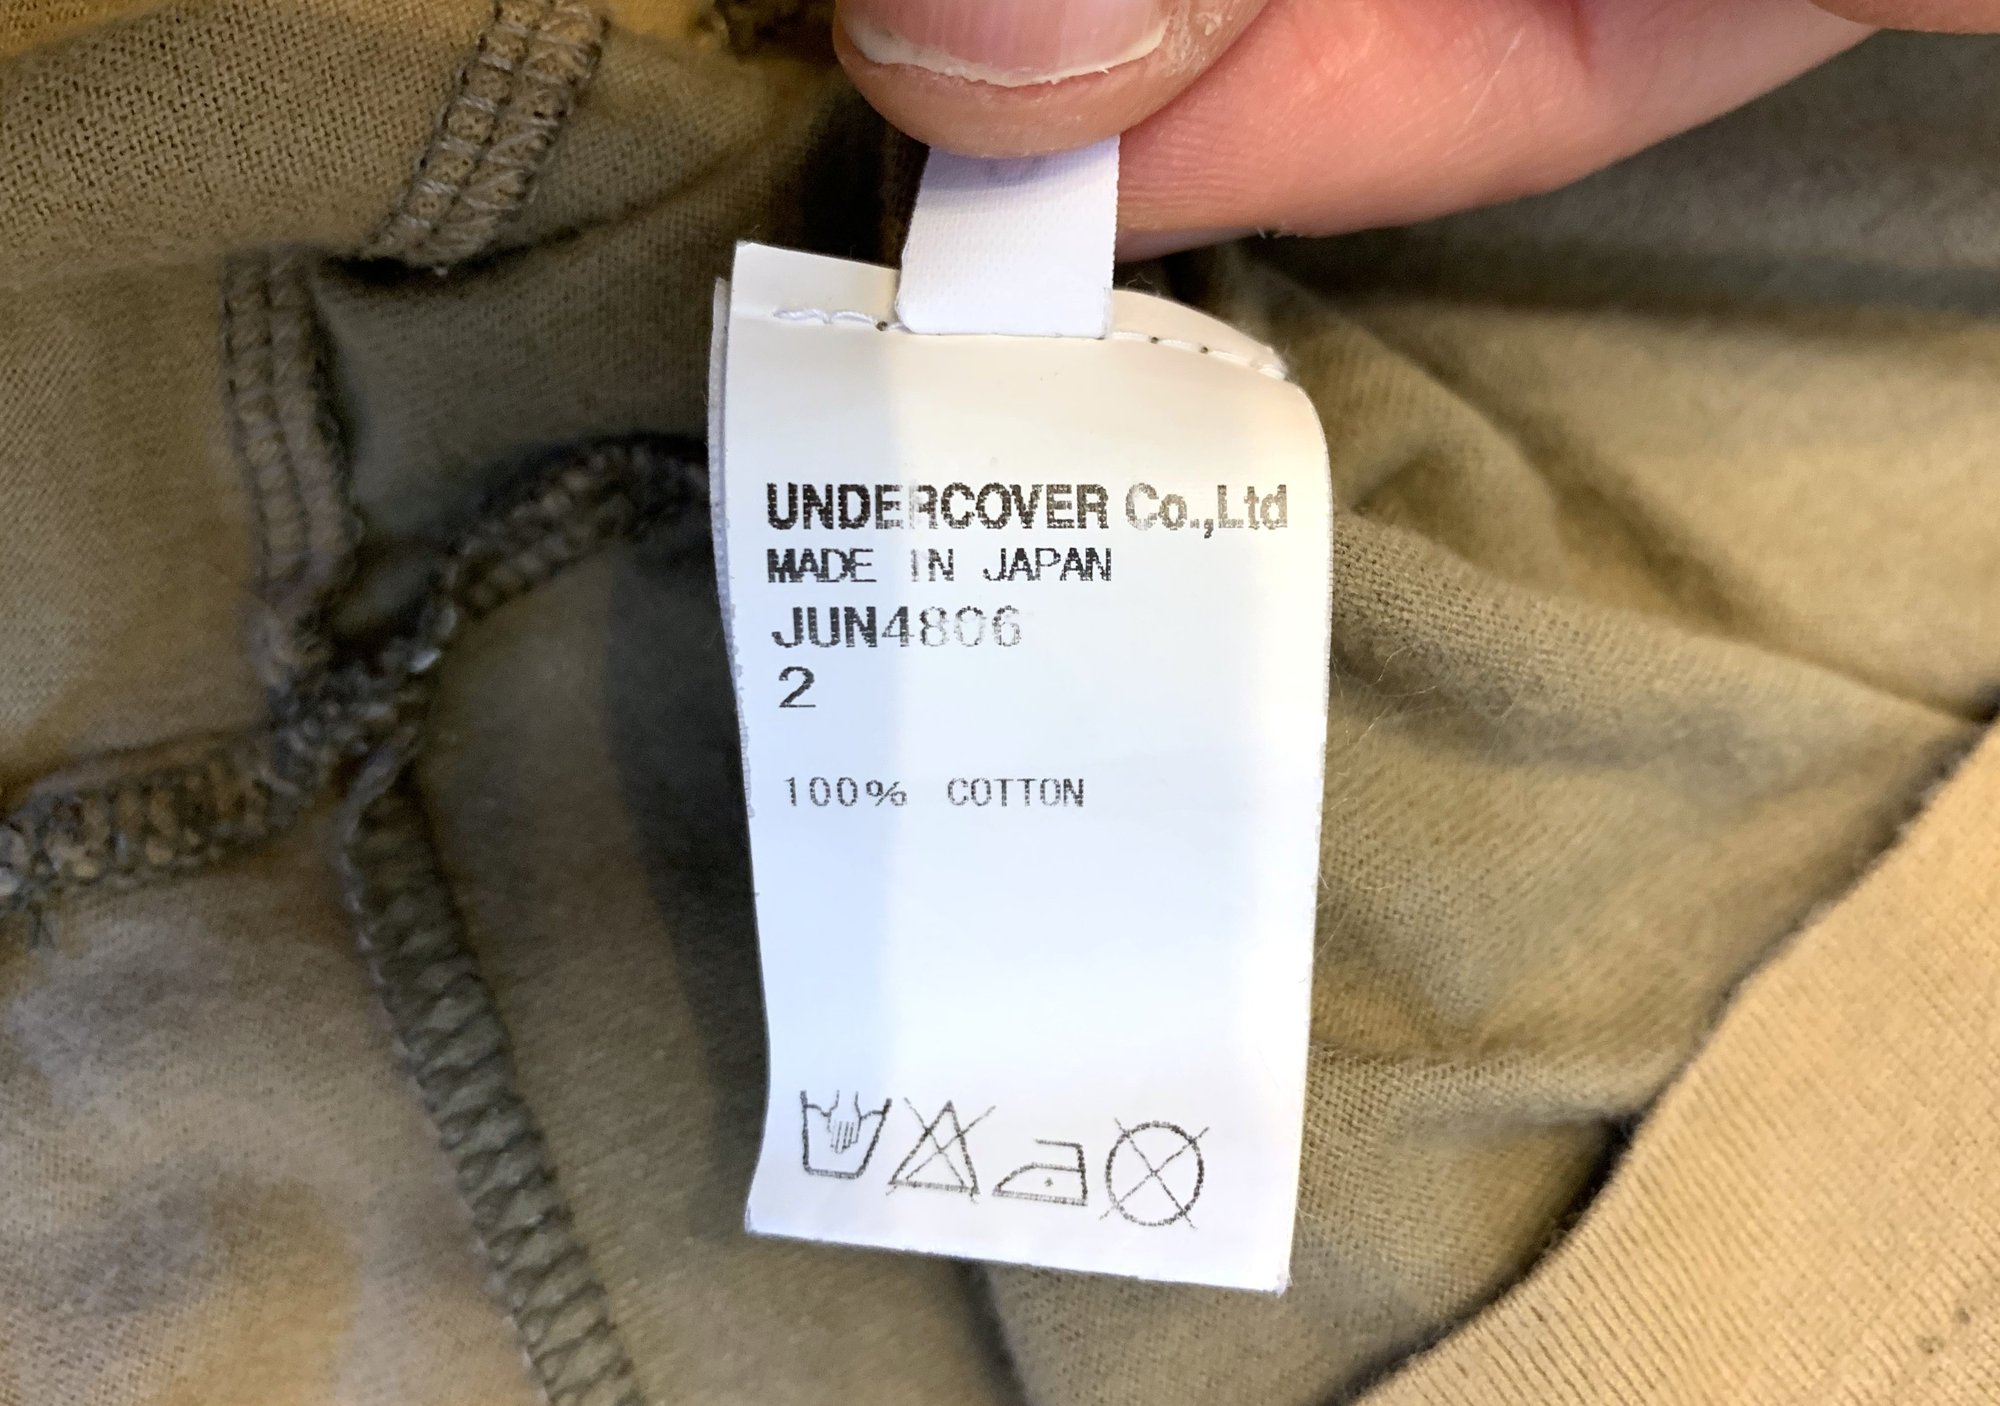 UNDERCOVER Co.,Ltd
MADE IN JAPAN
JUN4806
2
100% COTTON